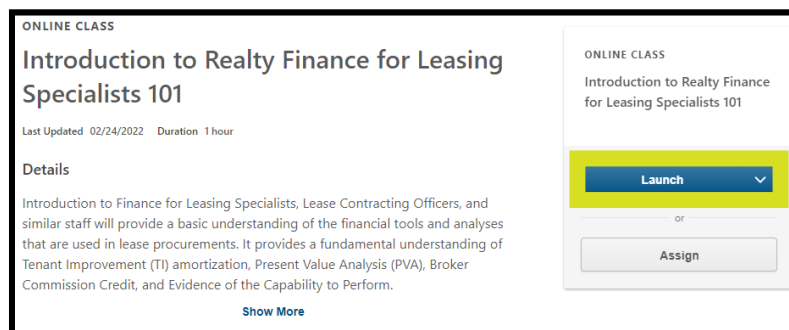 ONLINE CLASS
Introduction to Realty Finance for Leasing
Specialists 101
Last Updated 02/24/2022 Duration 1 hour
Details
Introduction to Finance for Leasing Specialists, Lease Contracting Officers, and
similar staff will provide a basic understanding of the financial tools and analyses
that are used in lease procurements. It provides a fundamental understanding of
Tenant Improvement (TI) amortization, Present Value Analysis (PVA), Broker
Commission Credit, and Evidence of the Capability to Perform.
Show More
ONLINE CLASS
Introduction to Realty Finance
for Leasing Specialists 101
Launch
or
Assign